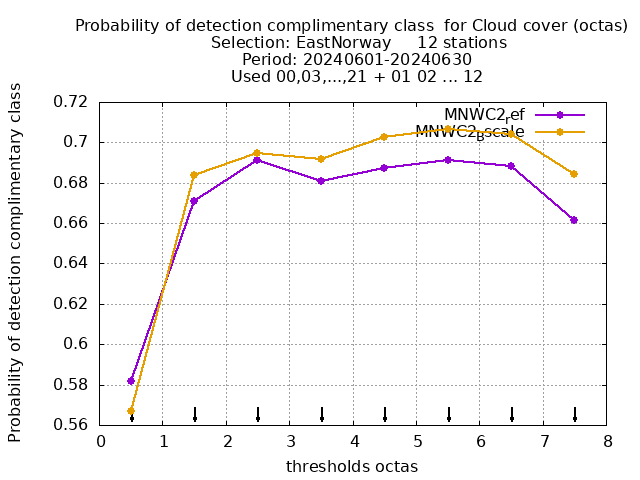 Probability of detection complimentary class  for Cloud cover (octas)
Selection: EastNorway     12 stations
Period: 20240601-20240630
Used 00,03,...,21 + 01 02 ... 12
Probability of detection complimentary class
0.72
0.7
0.68
0.66
0.64
0.62
0.6
0.58
0.56
MNWC2ref
MNWC2Bscale
0 1 2 3 4 5 6 7 8
thresholds octas